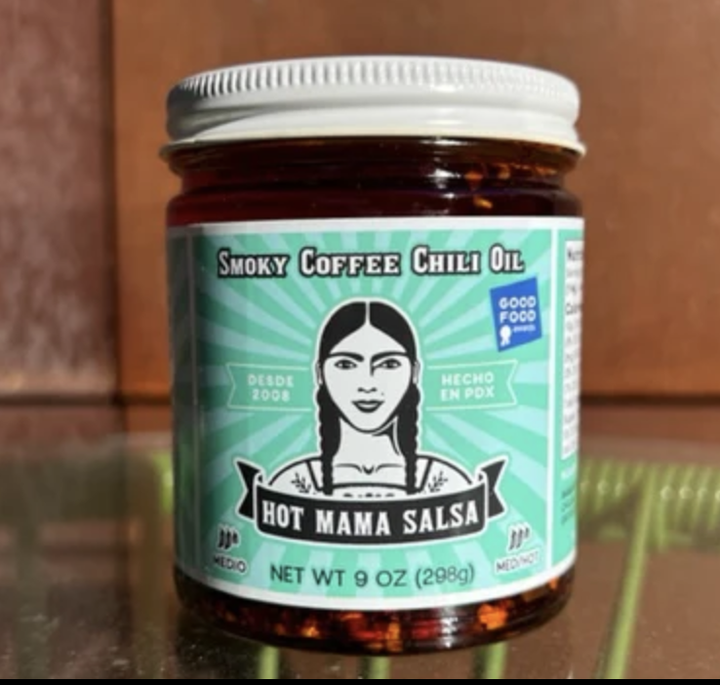 Smoky Coffee Chili Oil
GOOD
FOOD
awards
DESDE
2008
HECHO
EN PDX
HOT MAMA SALSA
MEDIO
MED/HOT
NET WT 9 OZ (298g)